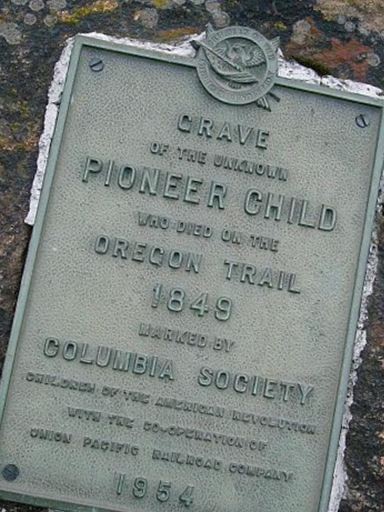 GRAVE
OF THE UNKNOWN
PIONEER CHILD
WHO DIED ON THE
OREGON TRAIL
1849
MARKED BY
COLUMBIA SOCIETY
CHILDREN OF THE AMERICAN REVOLUTION
WITH THE CO-OPERATION OF
UNION PACIFIC RAILROAD COMPANY
1954